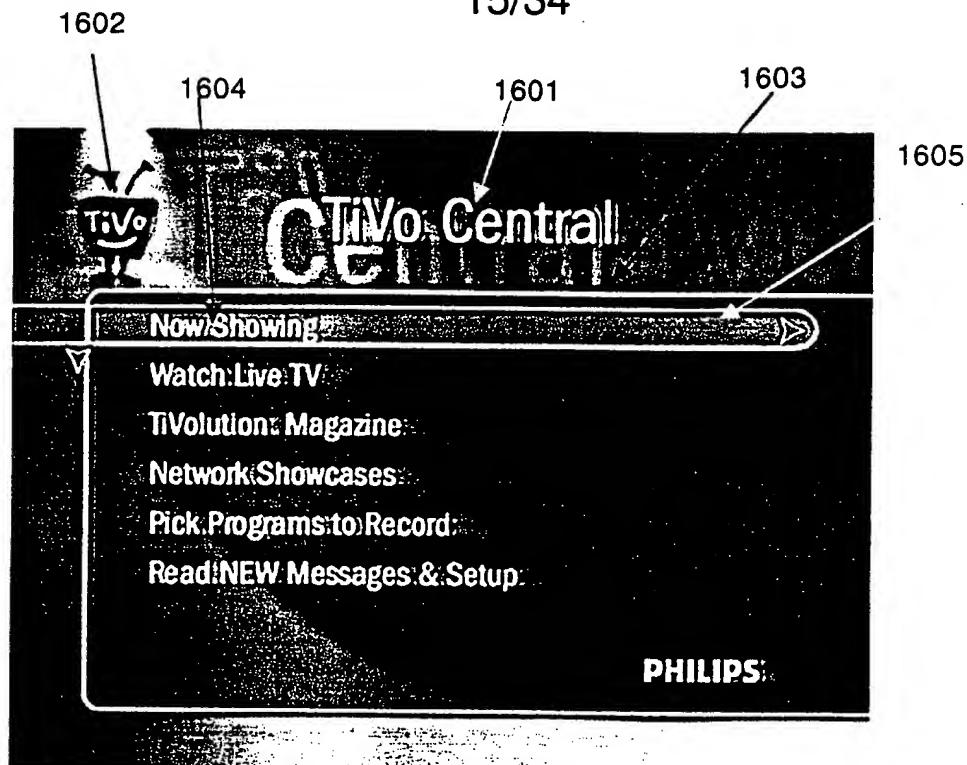 15/34
1602
1604 1601 1603
1605
TiVo
TiVo Central
Central
Now Showing
Watch Live TV
TiVolution Magazine
Network Showcases
Pick Programs to Record
Read NEW Messages & Setup
PHILIPS